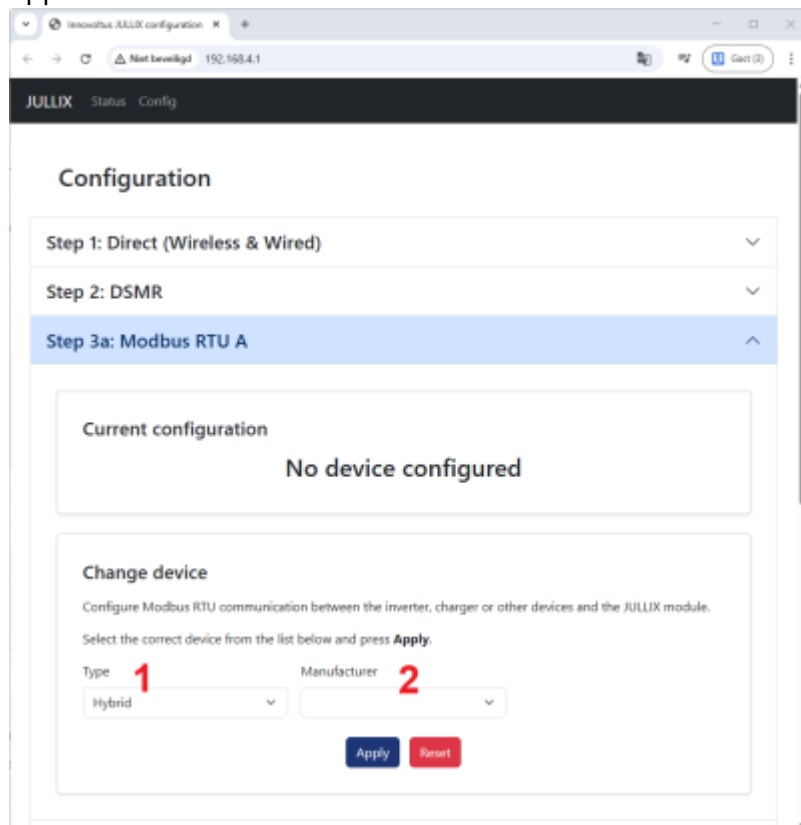 Innovoltus JULLIX configuration
Niet beveiligd 192.168.4.1
Gast (3)
JULLIX Status Config
Configuration
Step 1: Direct (Wireless & Wired)
Step 2: DSMR
Step 3a: Modbus RTU A
Current configuration
No device configured
Change device
Configure Modbus RTU communication between the inverter, charger or other devices and the JULLIX module.
Select the correct device from the list below and press Apply.
Type 1 Manufacturer 2
Hybrid
Apply Reset